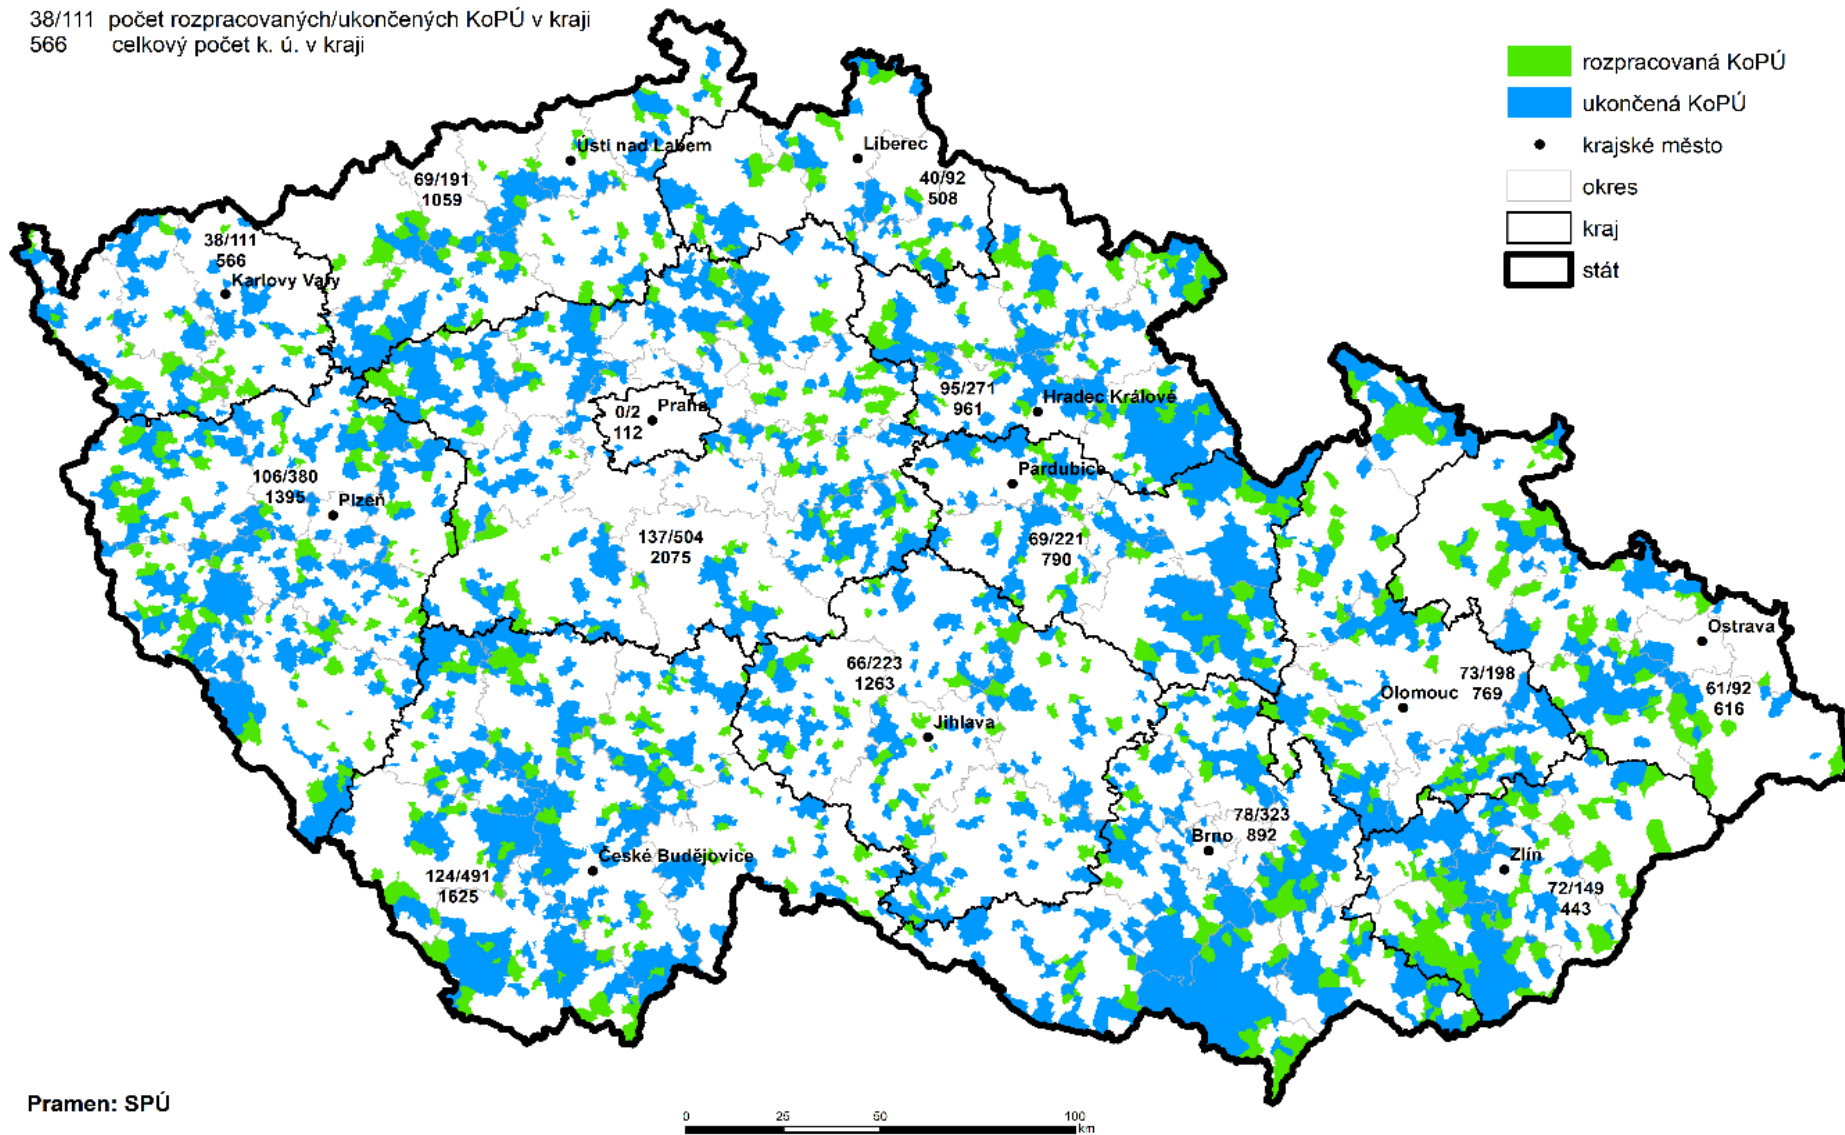 38/111 počet rozpracovaných/ukončených KoPÚ v kraji
566 celkový počet k. ú. v kraji
rozpracovaná KoPÚ
ukončená KoPÚ
krajské město
okres
kraj
stát
Ústí nad Labem
Liberec
69/191
1059
40/92
508
38/111
566
Karlovy Vary
95/271
961
Hradec Králové
0/2
112
Praha
Pardubice
106/380
1395
Plzeň
137/504
2075
69/221
790
Ostrava
66/223
1263
73/198
769
Olomouc
61/92
616
Jihlava
78/323
892
Brno
České Budějovice
Zlín
124/491
1625
72/149
443
Pramen: SPÚ
0 25 50 100
km